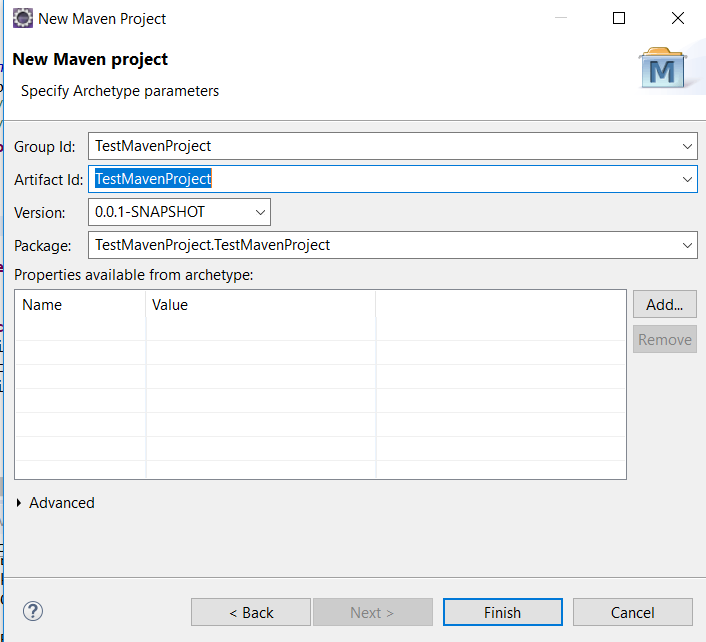 New Maven Project
New Maven project
Specify Archetype parameters
M
Group Id: TestMavenProject
Artifact Id: TestMavenProject
Version: 0.0.1-SNAPSHOT
Package: TestMavenProject.TestMavenProject
Properties available from archetype:
Name Value
Add...
Remove
Advanced
? < Back Next > Finish Cancel